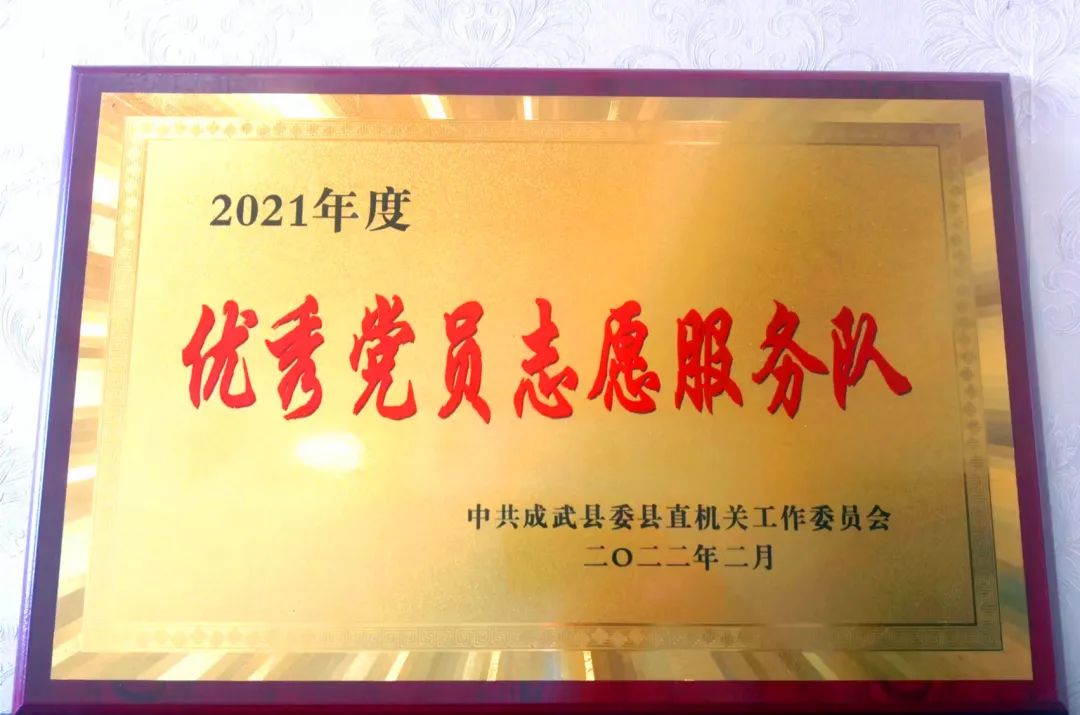 2021年度
优秀党员志愿服务队
中共成武县委县直机关工作委员会
二〇二二年二月